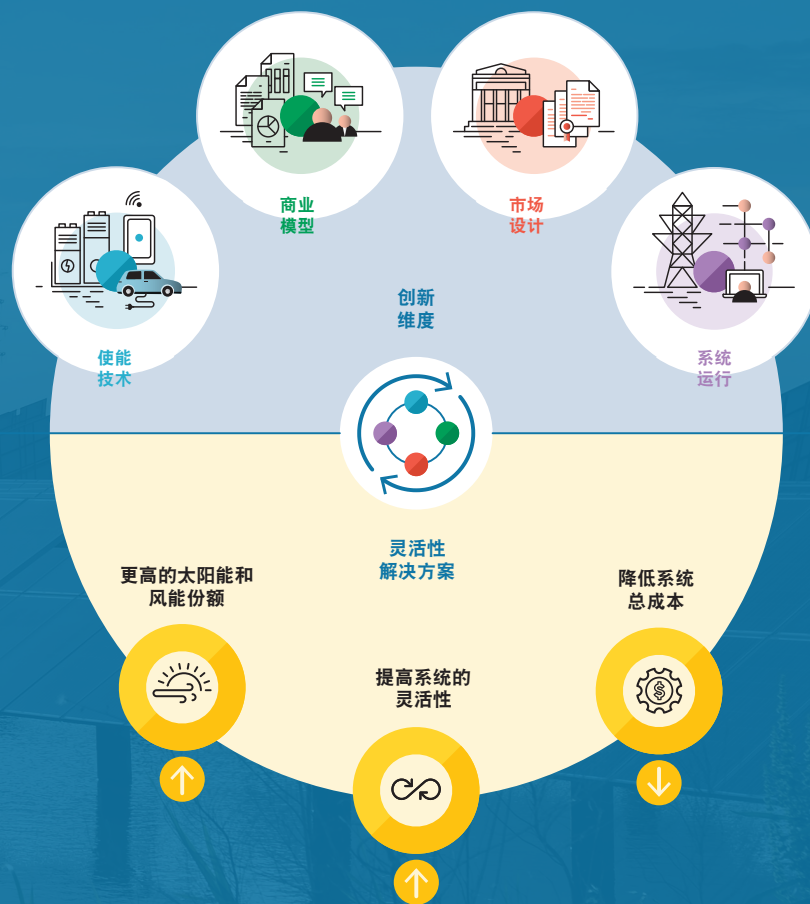 商业
模型
市场
设计
使能
技术
系统
运行
创新
维度
灵活性
解决方案
更高的太阳能和
风能份额
降低系统
总成本
提高系统的
灵活性